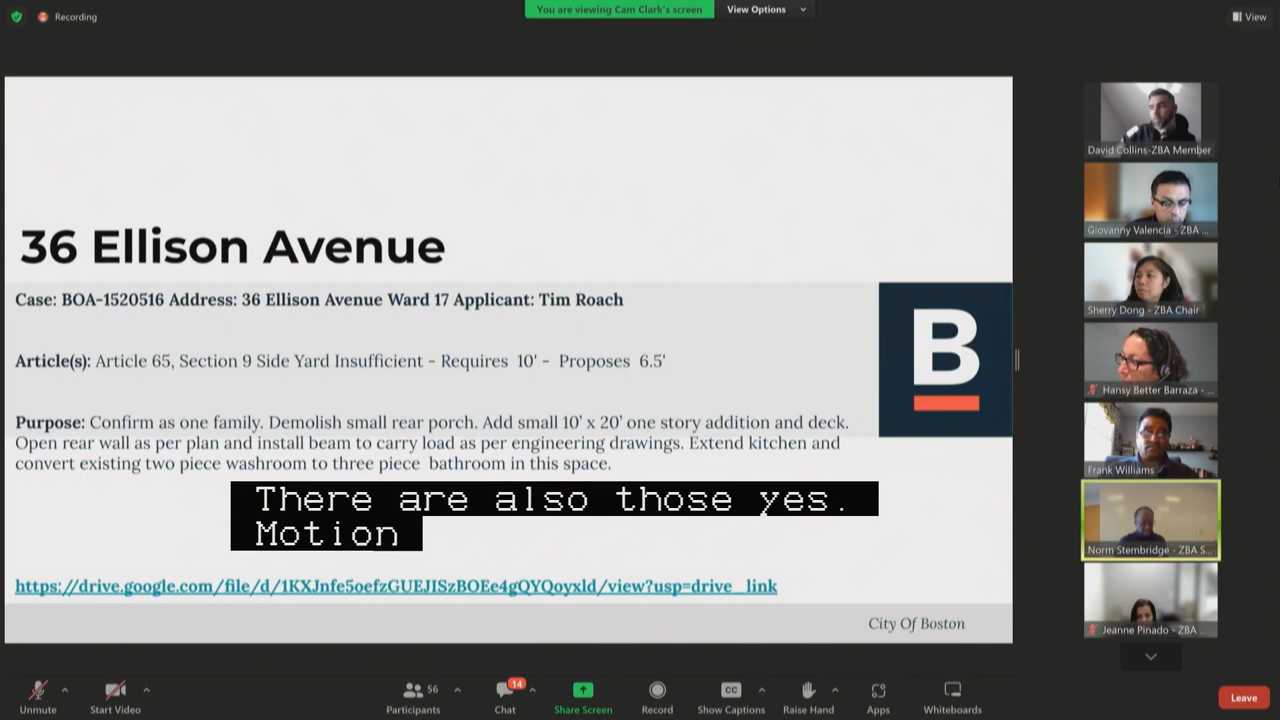 Recording
You are viewing Cam Clark's screen
View Options
View
36 Ellison Avenue
Case: BOA-1520516 Address: 36 Ellison Avenue Ward 17 Applicant: Tim Roach
Article(s): Article 65, Section 9 Side Yard Insufficient - Requires 10' - Proposes 6.5'
Purpose: Confirm as one family. Demolish small rear porch. Add small 10' x 20' one story addition and deck.
Open rear wall as per plan and install beam to carry load as per engineering drawings. Extend kitchen and
convert existing two piece washroom to three piece bathroom in this space.
B
There are also those yes.
Motion
https://drive.google.com/file/d/1KXJnfe5oefzGUEJISzBOEe4gQYQoyxld/view?usp=drive_link
City Of Boston
David Collins-ZBA Member
Giovanny Valencia - ZBA ...
Sherry Dong - ZBA Chair
Hansy Better Barraza - ...
Frank Williams
Norm Stembridge - ZBA S...
Jeanne Pinado - ZBA ...
Unmute
Start Video
56
Participants
14
Chat
Share Screen
Record
CC
Show Captions
Raise Hand
Apps
Whiteboards
Leave